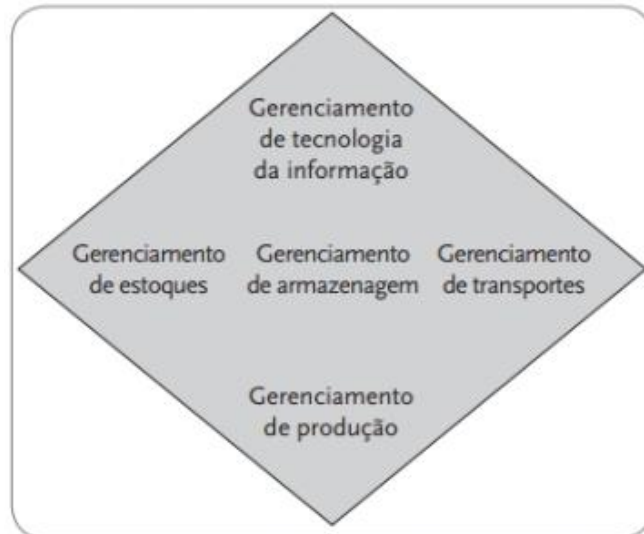 Gerenciamento
de tecnologia
da informação
Gerenciamento
de estoques
Gerenciamento
de armazenagem
Gerenciamento
de transportes
Gerenciamento
de produção